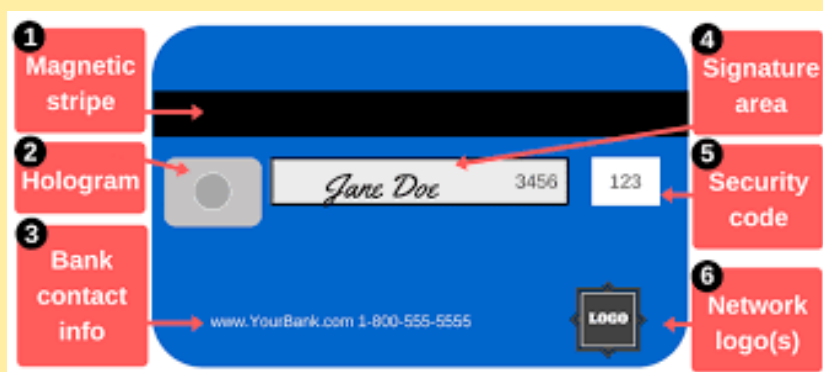 1
Magnetic
stripe
2
Hologram
3
Bank
contact
info
4
Signature
area
5
Security
code
6
Network
logo(s)
Jane Doe 3456 123
www.YourBank.com 1-800-555-5555
LOGO